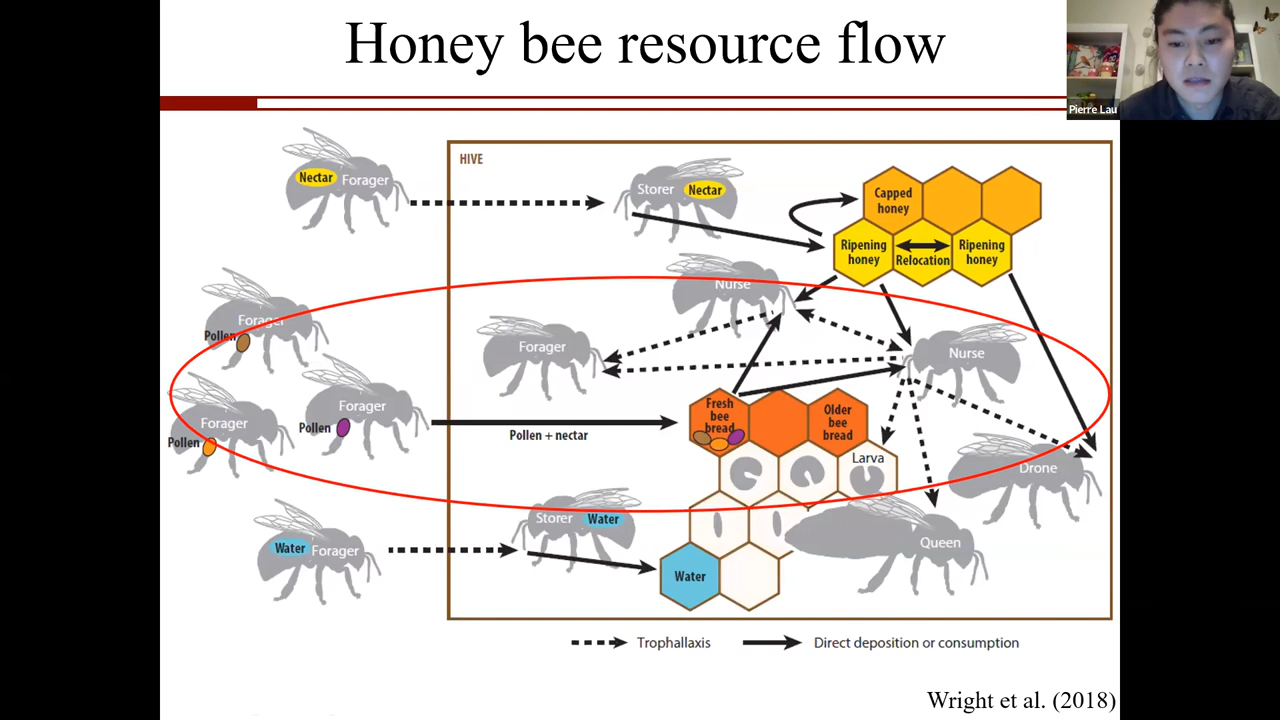 Honey bee resource flow
Pierre Lau
HIVE
Nectar Forager
Storer Nectar
Capped
honey
Ripening
honey
Relocation
Ripening
honey
Nurse
Forager
Pollen
Forager
Nurse
Forager
Pollen
Forager
Pollen
Pollen + nectar
Fresh
bee
bread
Older
bee
bread
Larva
Drone
Storer Water
Water Forager
Queen
Water
Trophallaxis
Direct deposition or consumption
Wright et al. (2018)